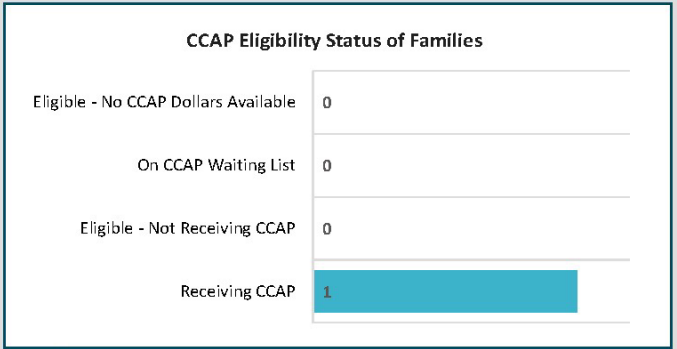 CCAP Eligibility Status of Families
Eligible - No CCAP Dollars Available 0
On CCAP Waiting List 0
Eligible - Not Receiving CCAP 0
Receiving CCAP 1